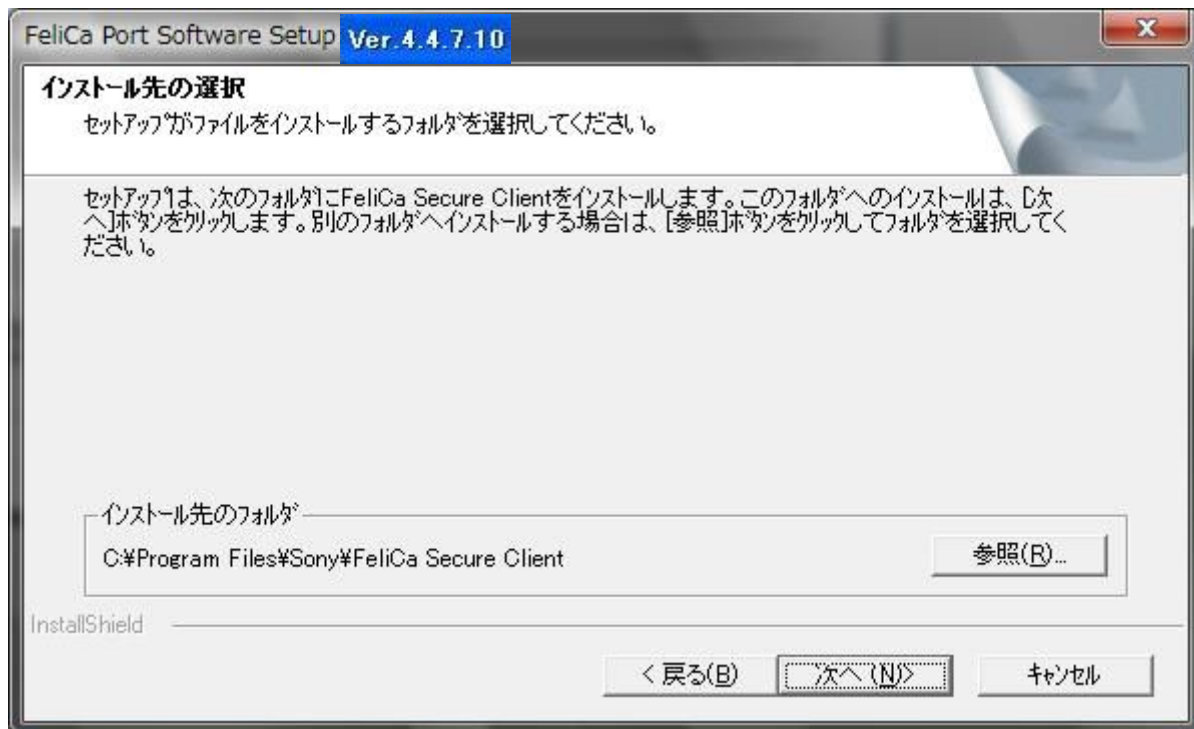 FeliCa Port Software Setup Ver.4.4.7.10
インストール先の選択
セットアップがファイルをインストールするフォルダを選択してください。
セットアップは、次のフォルダにFeliCa Secure Clientをインストールします。このフォルダへのインストールは、[次
へ]ボタンをクリックします。別のフォルダへインストールする場合は、[参照]ボタンをクリックしてフォルダを選択してく
ださい。
インストール先のフォルダ
C:¥Program Files¥Sony¥FeliCa Secure Client
参照(R)...
InstallShield
< 戻る(B)
次へ (N)>
キャンセル